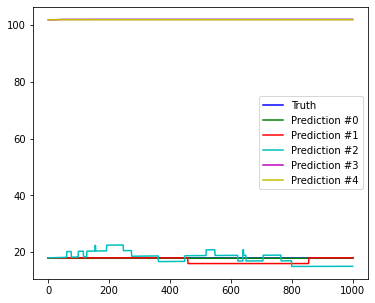 100
80
60
40
20
Truth
Prediction #0
Prediction #1
Prediction #2
Prediction #3
Prediction #4
0 200 400 600 800 1000